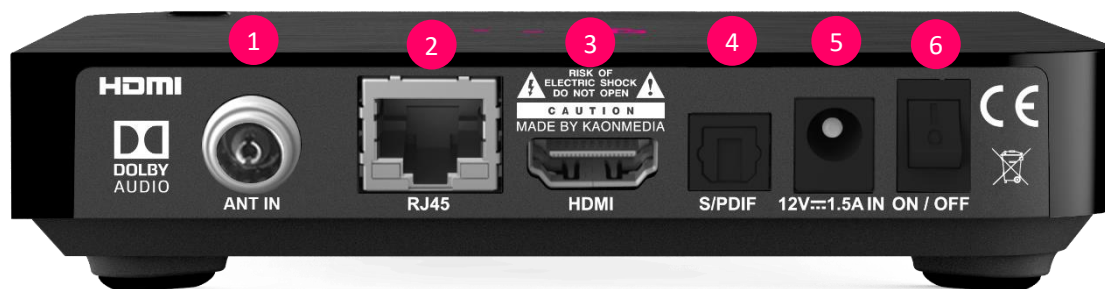 1 2 3 4 5 6
HDMI
DOLBY
AUDIO
RISK OF
ELECTRIC SHOCK
DO NOT OPEN
CAUTION
MADE BY KAONMEDIA
CE
ANT IN
RJ45
HDMI
S/PDIF
12V⎓1.5A IN
ON / OFF